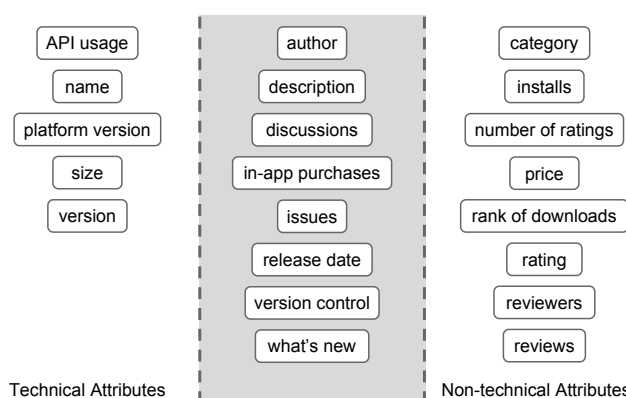 API usage
name
platform version
size
version
Technical Attributes
author
description
discussions
in-app purchases
issues
release date
version control
what's new
category
installs
number of ratings
price
rank of downloads
rating
reviewers
reviews
Non-technical Attributes